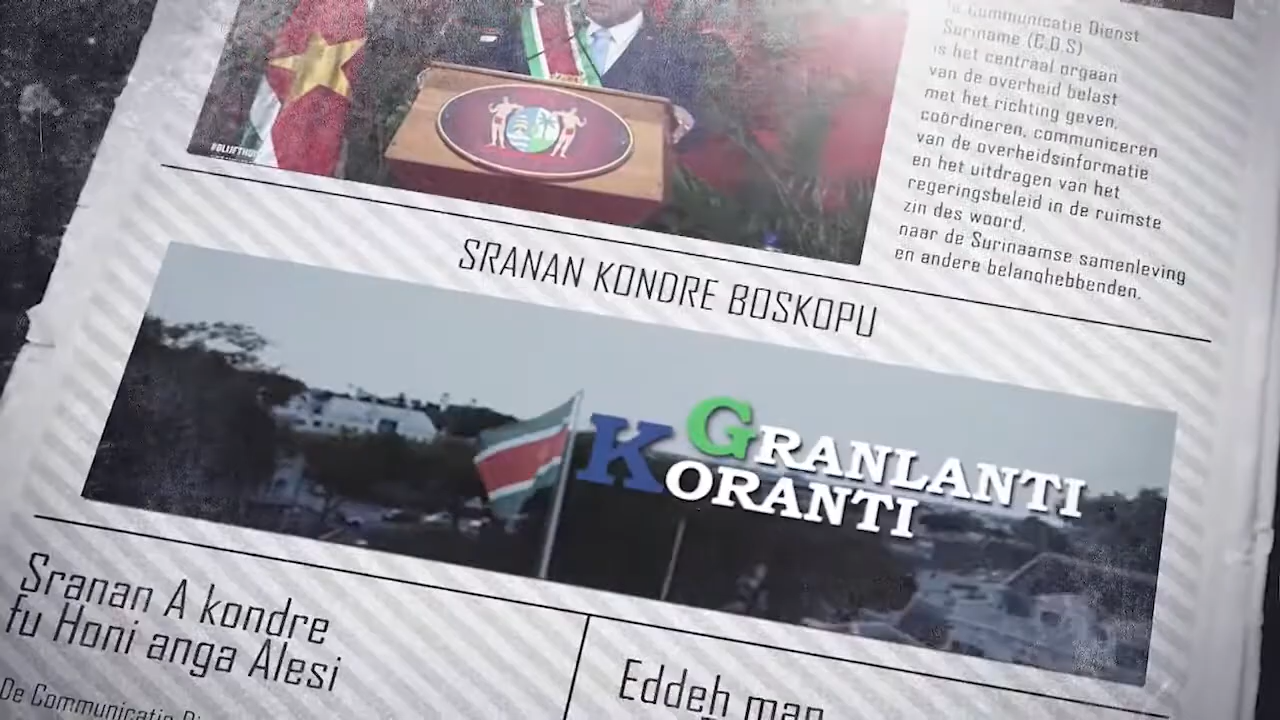 De Communicatie Dienst
Suriname (C.D.S)
is het centraal orgaan
van de overheid belast
met het richting geven,
coördineren, communiceren
van de overheidsinformatie
en het uitdragen van het
regeringsbeleid in de ruimste
zin des woord,
naar de Surinaamse samenleving
en andere belanghebbenden.
SRANAN KONDRE BOSKOPU
GRANLANTI
KORANTI
Sranan A kondre
fu Honi anga Alesi
De Communicatie
Eddeh man